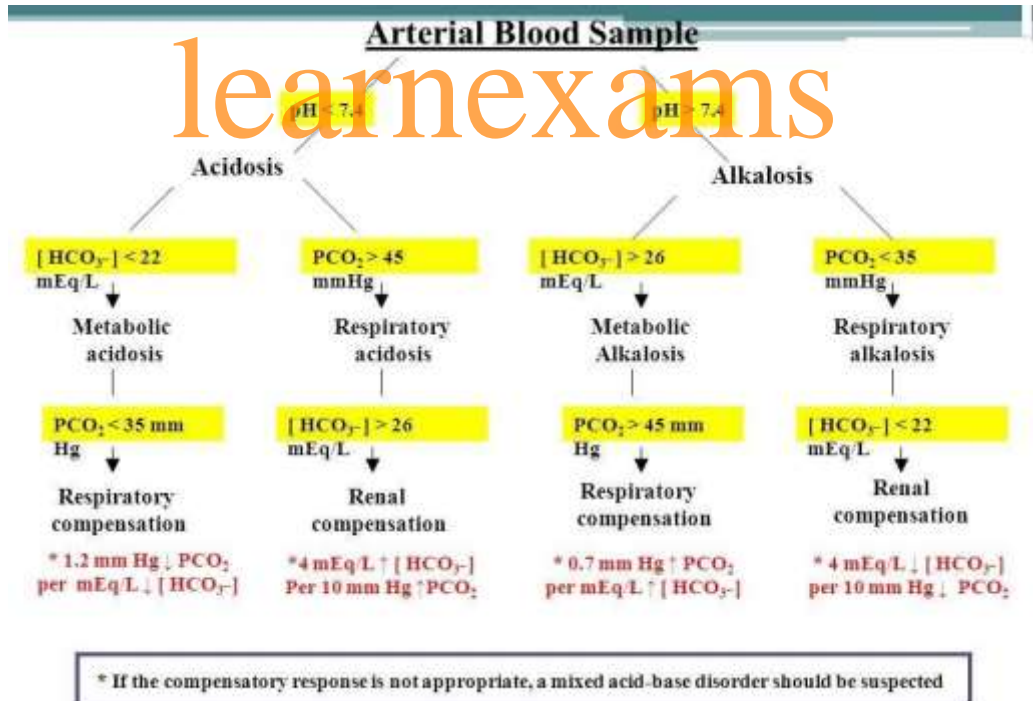 Arterial Blood Sample
learnexams
pH < 7.4
pH > 7.4
Acidosis
Alkalosis
[ HCO₃-] < 22
mEq/L
PCO₂ > 45
mmHg
[ HCO₃-] > 26
mEq/L
PCO₂ < 35
mmHg
Metabolic
acidosis
Respiratory
acidosis
Metabolic
Alkalosis
Respiratory
alkalosis
PCO₂ < 35 mm
Hg
[ HCO₃-] > 26
mEq/L
PCO₂ > 45 mm
Hg
[ HCO₃-] < 22
mEq/L
Respiratory
compensation
Renal
compensation
Respiratory
compensation
Renal
compensation
* 1.2 mm Hg ↓ PCO₂
per mEq/L ↓ [ HCO₃-]
*4 mEq/L ↑ [ HCO₃-]
Per 10 mm Hg ↑PCO₂
* 0.7 mm Hg ↑ PCO₂
per mEq/L ↑ [ HCO₃-]
* 4 mEq/L ↓ [ HCO₃-]
per 10 mm Hg ↓ PCO₂
* If the compensatory response is not appropriate, a mixed acid-base disorder should be suspected